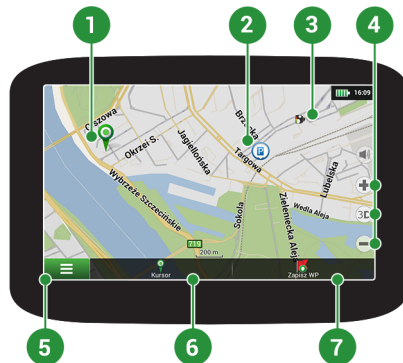 1
2
3
4
16:09
Olszowa
Okrzei S.
Jagiellońska
Brzeska
Targowa
Lubelska
Wybrzeże Szczecińskie
Sokola
Zieleniecka Aleja
Wedla Aleja
P
3D
719
200 m
Kursor
Zapisz WP
5
6
7